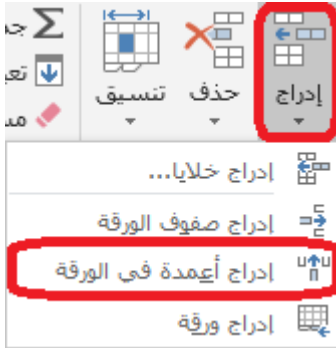 إدراج
حذف
تنسيق
إدراج خلايا...
إدراج صفوف الورقة
إدراج أعمدة في الورقة
إدراج ورقة